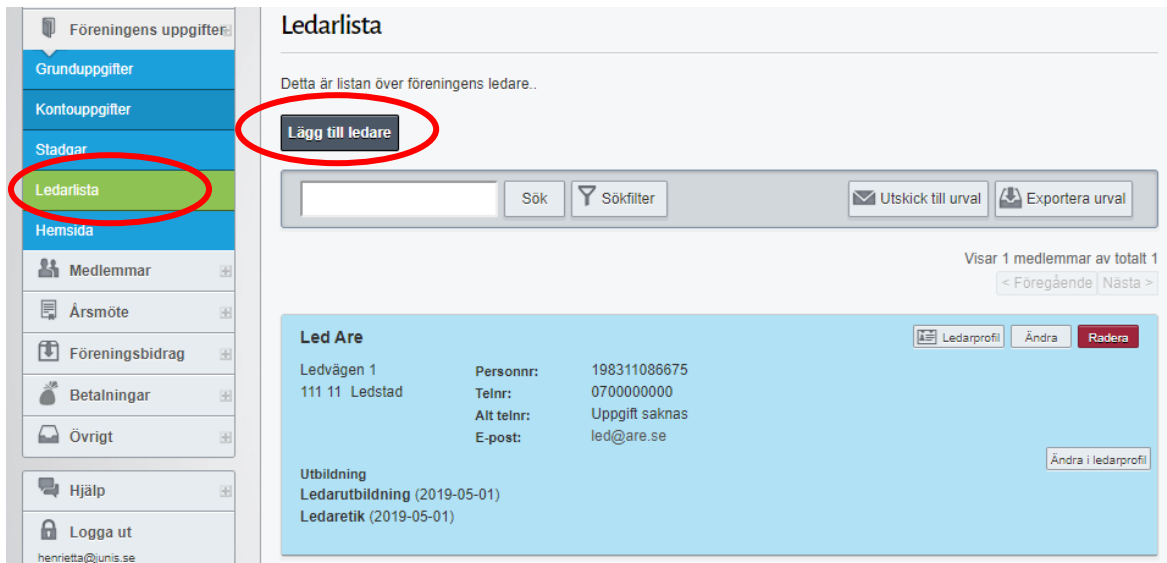 Föreningens uppgifter
Grunduppgifter
Kontouppgifter
Stadgar
Ledarlista
Hemsida
Medlemmar
Årsmöte
Föreningsbidrag
Betalningar
Övrigt
Hjälp
Logga ut
henrietta@junis.se
Ledarlista
Detta är listan över föreningens ledare..
Lägg till ledare
Sök Sökfilter Utskick till urval Exportera urval
Visar 1 medlemmar av totalt 1
< Föregående Nästa >
Led Are Ledarprofil Ändra Radera
Ledvägen 1 Personnr: 198311086675
111 11 Ledstad Telnr: 0700000000
Alt telnr: Uppgift saknas
E-post: led@are.se
Ändra i ledarprofil
Utbildning
Ledarutbildning (2019-05-01)
Ledaretik (2019-05-01)